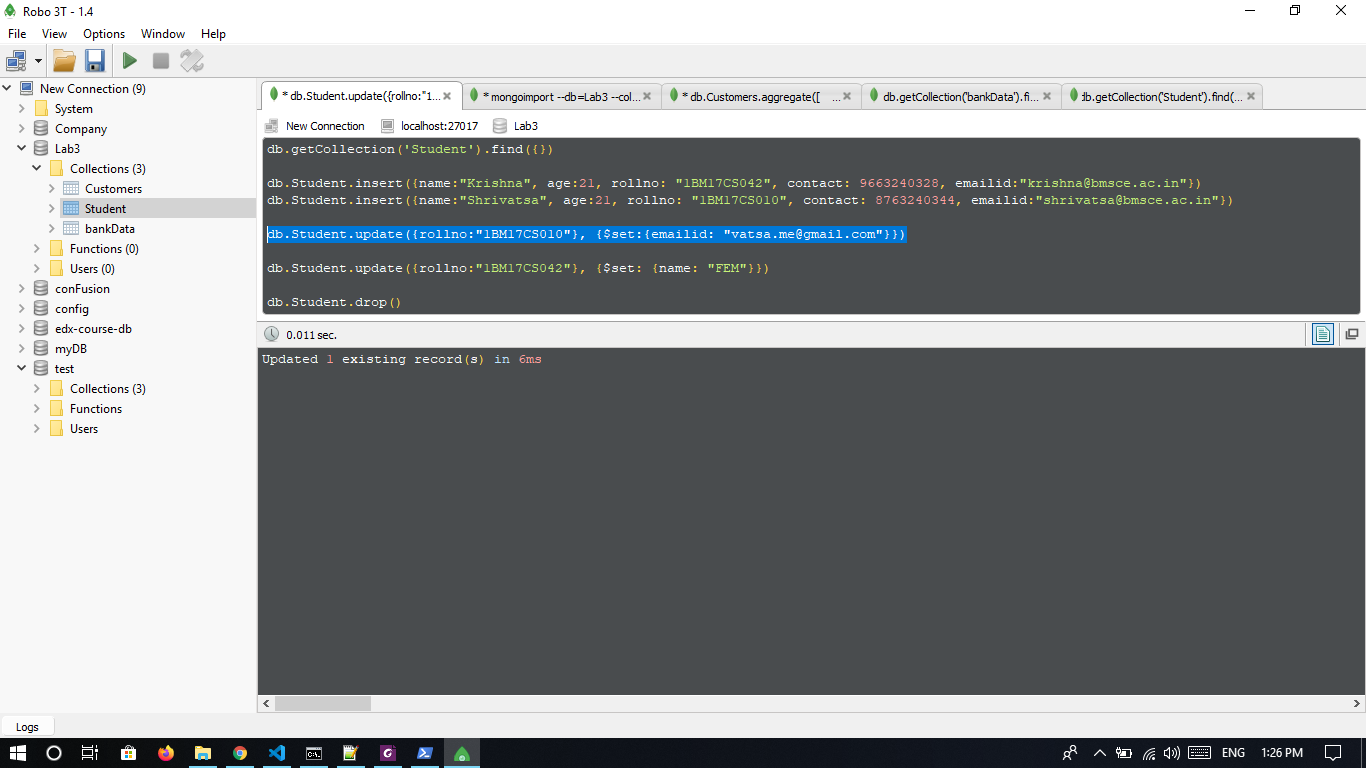 Robo 3T - 1.4
File View Options Window Help
New Connection (9)
System
Company
Lab3
Collections (3)
Customers
Student
bankData
Functions (0)
Users (0)
conFusion
config
edx-course-db
myDB
test
Collections (3)
Functions
Users
* db.Student.update({rollno:"1... * mongoimport --db=Lab3 --col... * db.Customers.aggregate([ ... db.getCollection('bankData').fi... db.getCollection('Student').find(...
New Connection localhost:27017 Lab3
db.getCollection('Student').find({})
db.Student.insert({name:"Krishna", age:21, rollno: "1BM17CS042", contact: 9663240328, emailid:"krishna@bmsce.ac.in"})
db.Student.insert({name:"Shrivatsa", age:21, rollno: "1BM17CS010", contact: 8763240344, emailid:"shrivatsa@bmsce.ac.in"})
db.Student.update({rollno:"1BM17CS010"}, {$set:{emailid: "vatsa.me@gmail.com"}})
db.Student.update({rollno:"1BM17CS042"}, {$set: {name: "FEM"}})
db.Student.drop()
0.011 sec.
Updated 1 existing record(s) in 6ms
Logs
ENG 1:26 PM